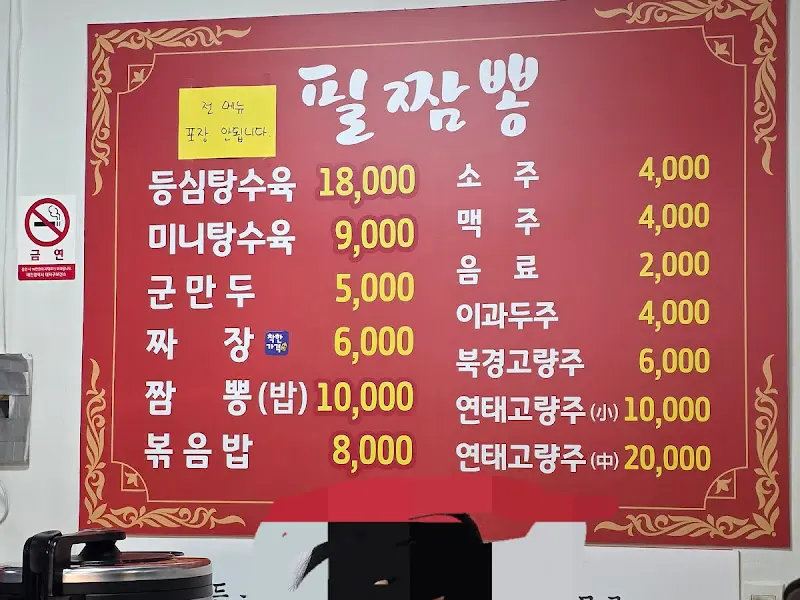 필짬뽕
전 메뉴
포장 안됩니다.
등심탕수육 18,000
미니탕수육 9,000
군만두 5,000
짜 장 착한가격 6,000
짬 뽕(밥) 10,000
볶음밥 8,000
소 주 4,000
맥 주 4,000
음 료 2,000
이과두주 4,000
북경고량주 6,000
연태고량주(小) 10,000
연태고량주(中) 20,000
금 연